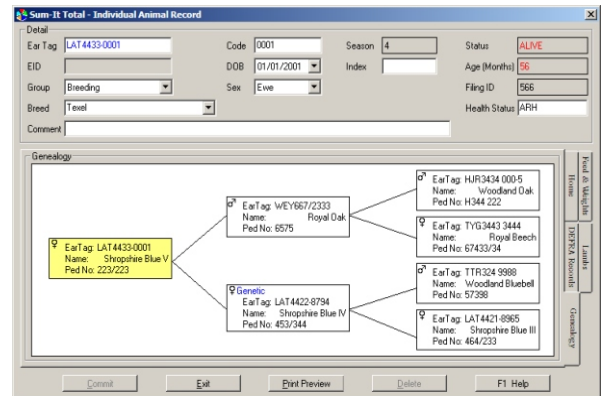 Sum-It Total - Individual Animal Record
Detail
Ear Tag LAT4433-0001 Code 0001 Season 4 Status ALIVE
EID DOB 01/01/2001 Index Age (Months) 56
Group Breeding Sex Ewe Filing ID 566
Breed Texel Health Status ARH
Comment
Genealogy
♂ EarTag: HJR3434 000-5
Name: Woodland Oak
Ped No: H344 222
♂ EarTag: WEY667/2333
Name: Royal Oak
Ped No: 6575
♀ EarTag: TYG3443 3444
Name: Royal Beech
Ped No: 67433/34
♀ EarTag: LAT4433-0001
Name: Shropshire Blue V
Ped No: 223/223
♂ EarTag: TTR324 9988
Name: Woodland Bluebell
Ped No: 57398
♀ Genetic
EarTag: LAT4422-8794
Name: Shropshire Blue IV
Ped No: 453/344
♀ EarTag: LAT4421-8965
Name: Shropshire Blue III
Ped No: 464/233
Feed & Weights
Home
Lambs
DEFRA Records
Genealogy
Commit Exit Print Preview Delete F1 Help